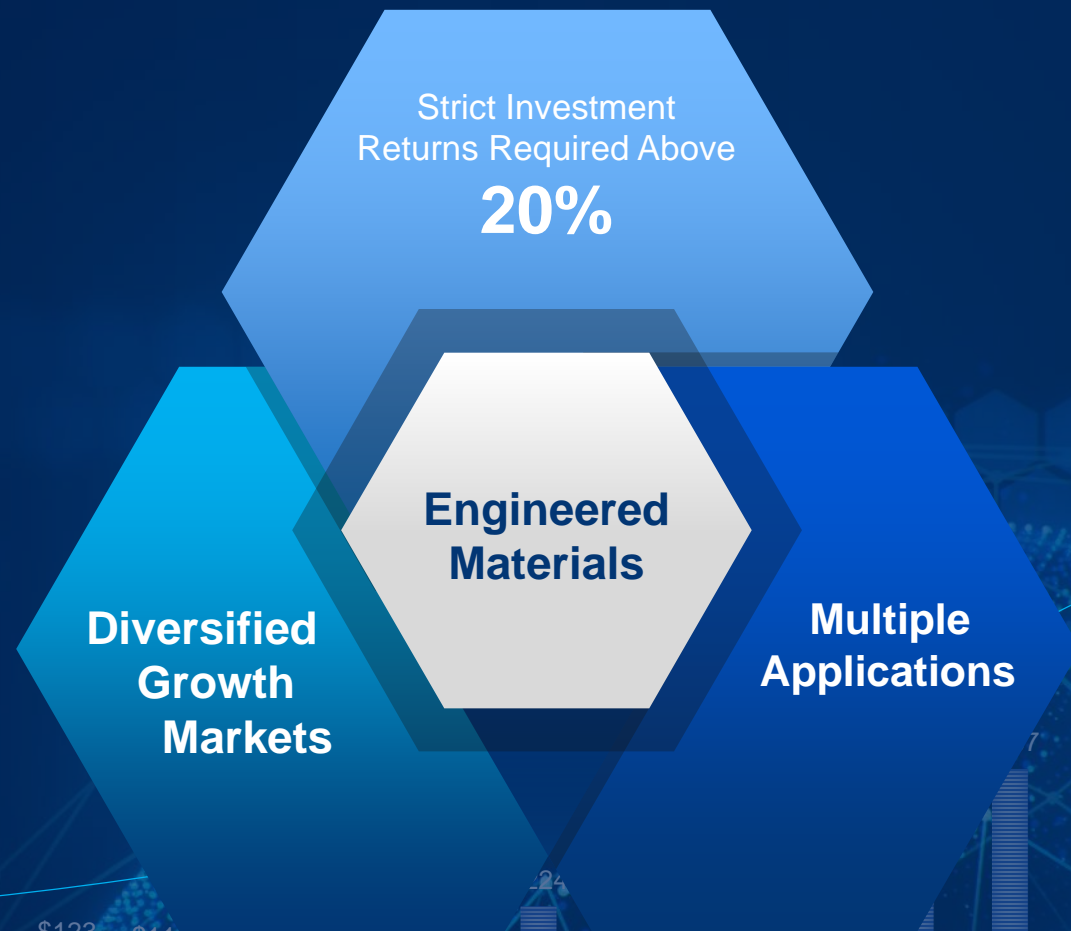 Strict Investment
Returns Required Above
20%
Engineered
Materials
Diversified
Growth
Markets
Multiple
Applications